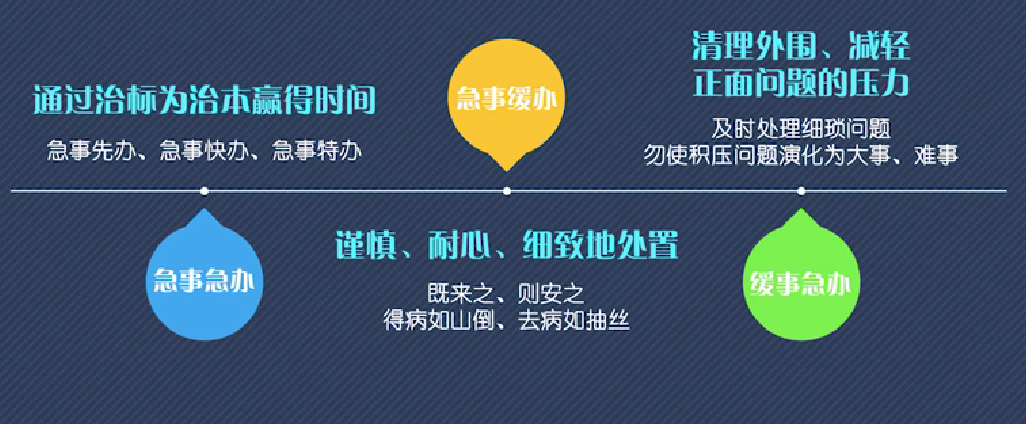 通过治标为治本赢得时间
急事先办、急事快办、急事特办
急事急办
急事缓办
谨慎、耐心、细致地处置
既来之、则安之
得病如山倒、去病如抽丝
清理外围、减轻
正面问题的压力
及时处理细琐问题
勿使积压问题演化为大事、难事
缓事急办